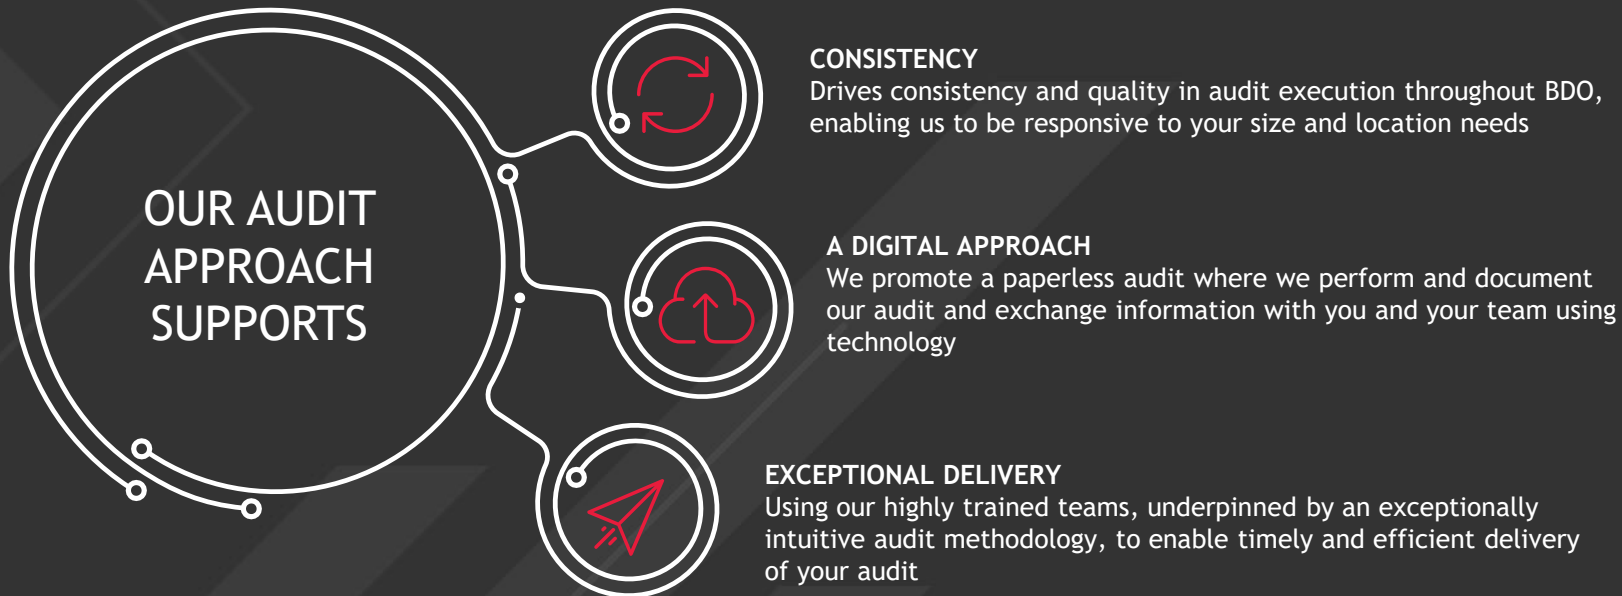 OUR AUDIT
APPROACH
SUPPORTS
CONSISTENCY
Drives consistency and quality in audit execution throughout BDO,
enabling us to be responsive to your size and location needs
A DIGITAL APPROACH
We promote a paperless audit where we perform and document
our audit and exchange information with you and your team using
technology
EXCEPTIONAL DELIVERY
Using our highly trained teams, underpinned by an exceptionally
intuitive audit methodology, to enable timely and efficient delivery
of your audit